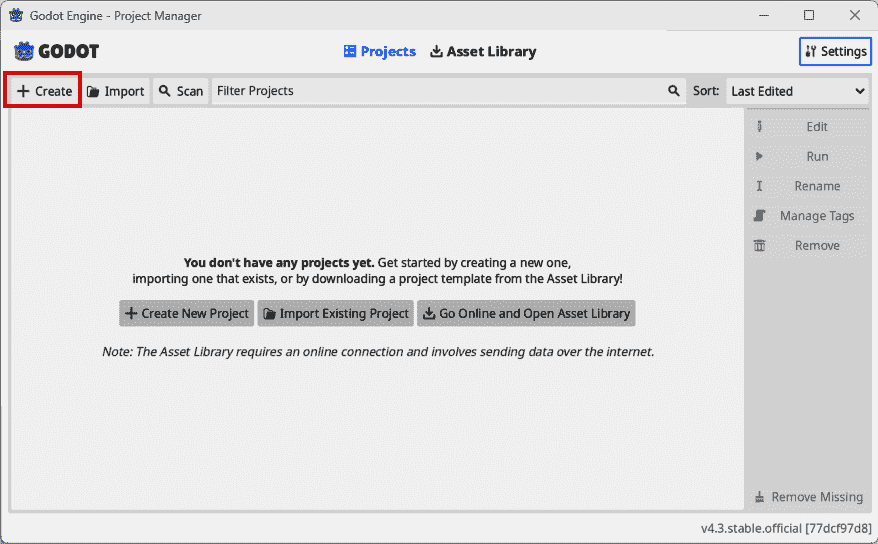 Godot Engine - Project Manager
GODOT
Projects
Asset Library
Settings
Create
Import
Scan
Filter Projects
Sort:
Last Edited
Edit
Run
Rename
Manage Tags
Remove
You don't have any projects yet. Get started by creating a new one,
importing one that exists, or by downloading a project template from the Asset Library!
Create New Project
Import Existing Project
Go Online and Open Asset Library
Note: The Asset Library requires an online connection and involves sending data over the internet.
Remove Missing
v4.3.stable.official [77dcf97d8]